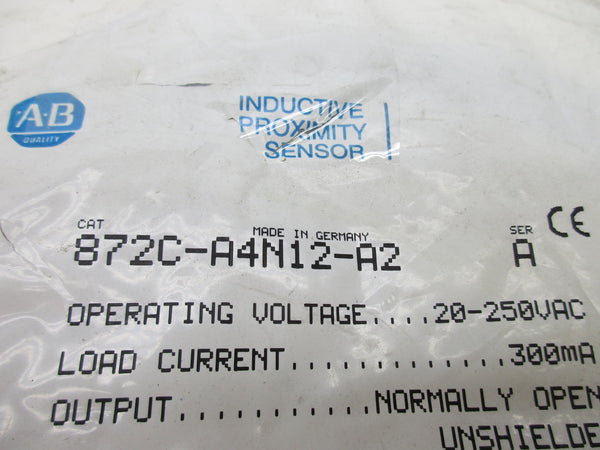 A-B
QUALITY
INDUCTIVE
PROXIMITY
SENSOR
CAT
MADE IN GERMANY
SER
CE
872C-A4N12-A2
A
OPERATING VOLTAGE....20-250VAC
LOAD CURRENT.............300mA
OUTPUT...........NORMALLY OPEN
UNSHIELDE